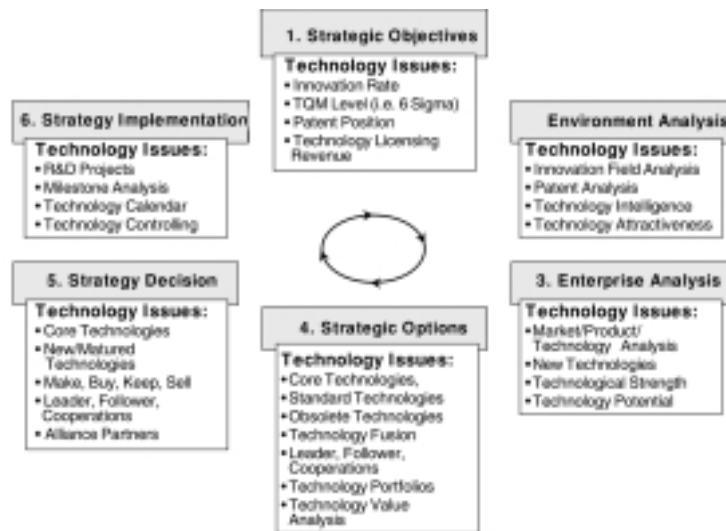 1. Strategic Objectives
Technology Issues:
• Innovation Rate
• TQM Level (i.e. 6 Sigma)
• Patent Position
• Technology Licensing
Revenue
Environment Analysis
Technology Issues:
• Innovation Field Analysis
• Patent Analysis
• Technology Intelligence
• Technology Attractiveness
3. Enterprise Analysis
Technology Issues:
• Market/Product/
Technology Analysis
• New Technologies
• Technological Strength
• Technology Potential
4. Strategic Options
Technology Issues:
• Core Technologies,
• Standard Technologies
• Obsolete Technologies
• Technology Fusion
• Leader, Follower,
Cooperations
• Technology Portfolios
• Technology Value
Analysis
5. Strategy Decision
Technology Issues:
• Core Technologies
• New/Matured
Technologies
• Make, Buy, Keep, Sell
• Leader, Follower,
Cooperations
• Alliance Partners
6. Strategy Implementation
Technology Issues:
• R&D Projects
• Milestone Analysis
• Technology Calendar
• Technology Controlling